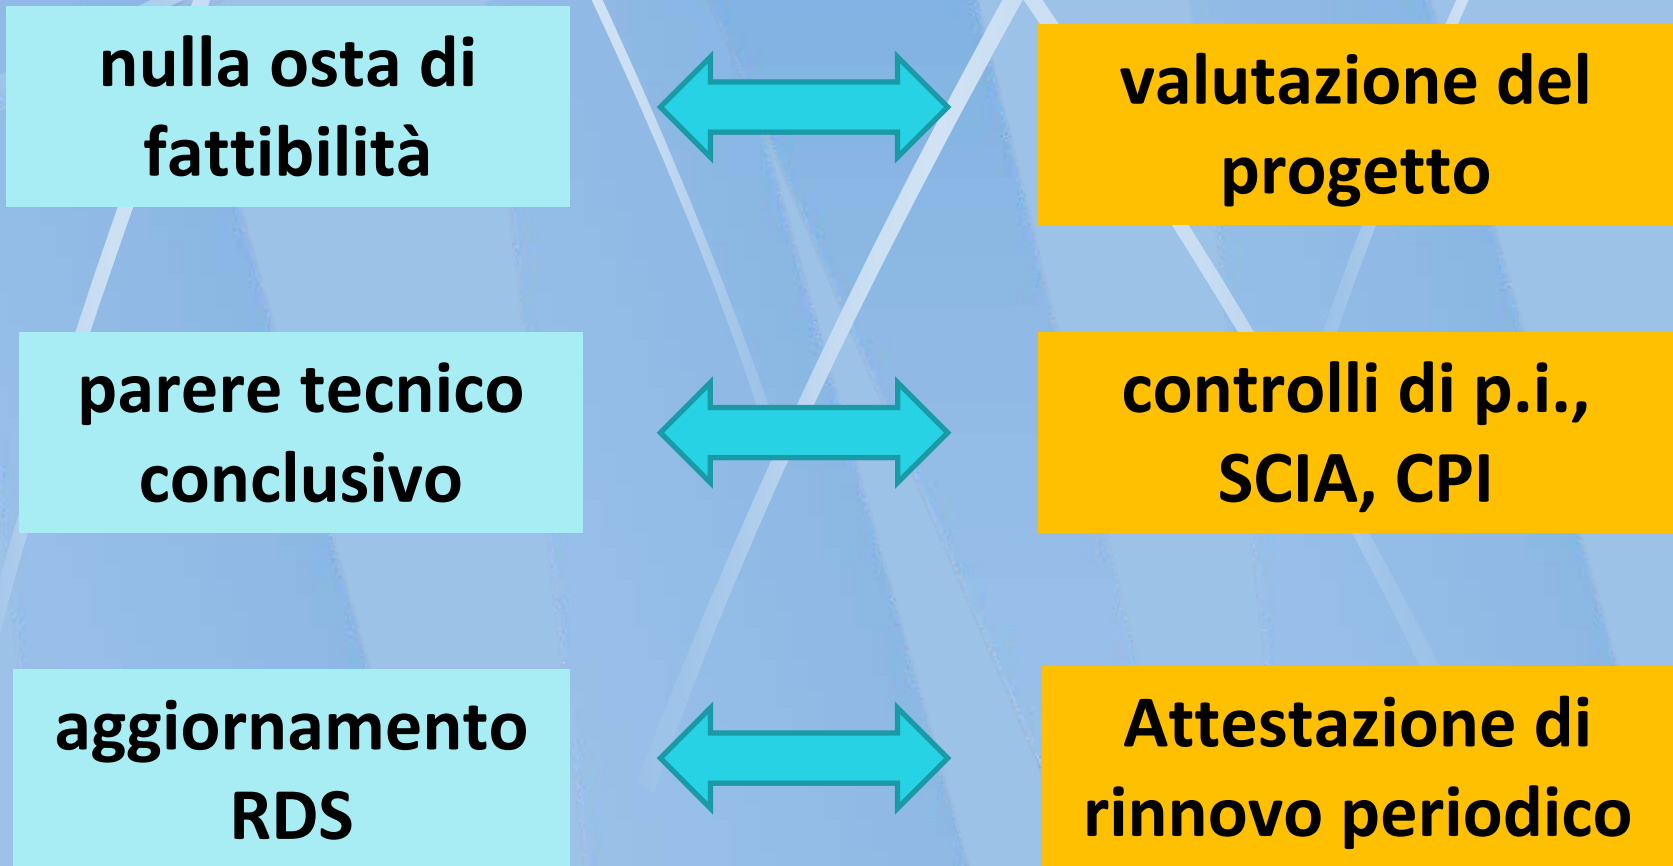 nulla osta di
fattibilità
valutazione del
progetto
parere tecnico
conclusivo
controlli di p.i.,
SCIA, CPI
aggiornamento
RDS
Attestazione di
rinnovo periodico